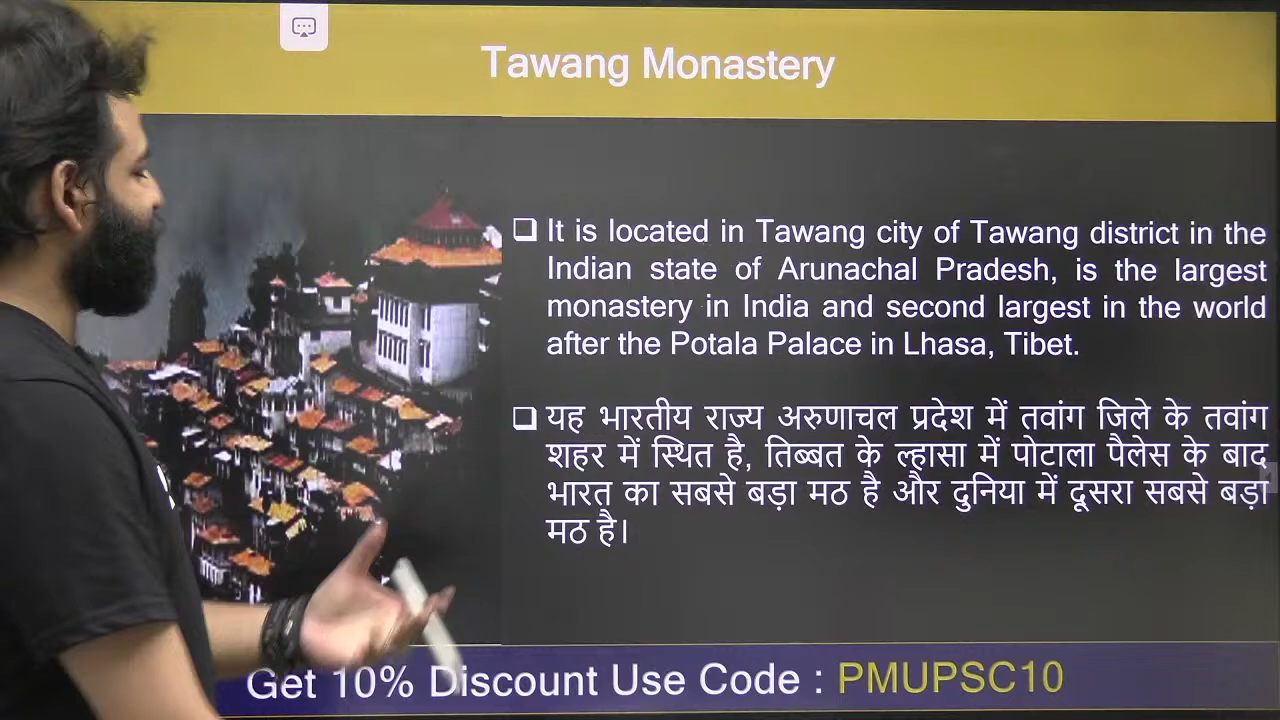 Tawang Monastery
❑ It is located in Tawang city of Tawang district in the
Indian state of Arunachal Pradesh, is the largest
monastery in India and second largest in the world
after the Potala Palace in Lhasa, Tibet.
❑ यह भारतीय राज्य अरुणाचल प्रदेश में तवांग जिले के तवांग
शहर में स्थित है, तिब्बत के ल्हासा में पोटाला पैलेस के बाद
भारत का सबसे बड़ा मठ है और दुनिया में दूसरा सबसे बड़ा
मठ है।
Get 10% Discount Use Code : PMUPSC10